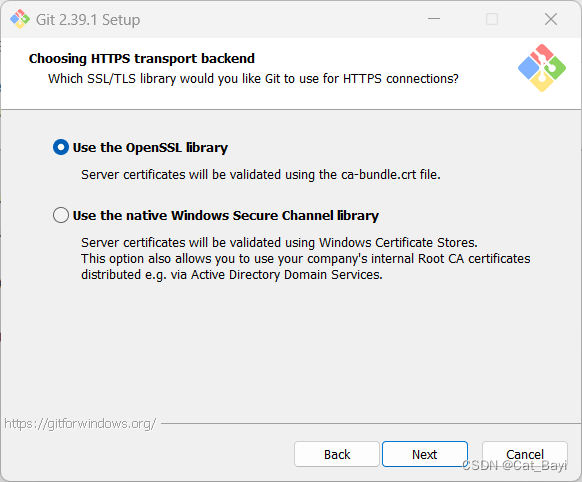 Git 2.39.1 Setup
Choosing HTTPS transport backend
Which SSL/TLS library would you like Git to use for HTTPS connections?
Use the OpenSSL library
Server certificates will be validated using the ca-bundle.crt file.
Use the native Windows Secure Channel library
Server certificates will be validated using Windows Certificate Stores.
This option also allows you to use your company's internal Root CA certificates
distributed e.g. via Active Directory Domain Services.
https://gitforwindows.org/
Back
Next
Cancel
CSDN @Cat_Bayi